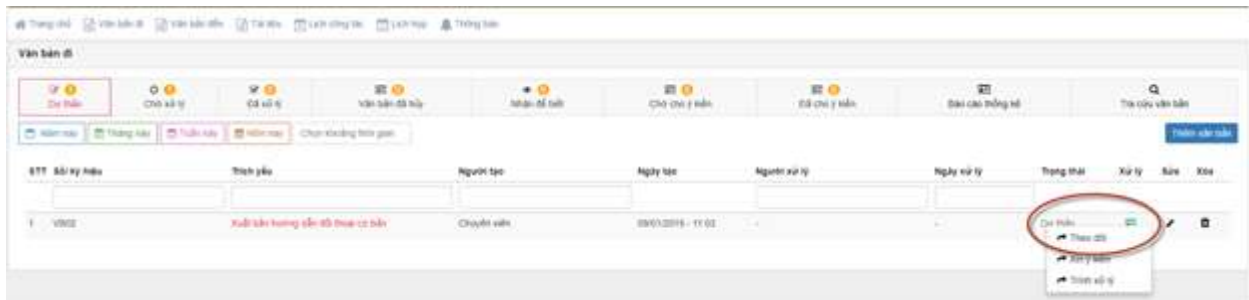 Trang chủ Văn bản đi Văn bản đến Tài liệu Lịch công tác Lịch họp Thông báo
Văn bản đi
Dự thảo Chờ xử lý Đã xử lý Văn bản đã hủy Nhận để biết Chờ cho ý kiến Đã cho ý kiến Báo cáo thống kê Tra cứu văn bản
Năm nay Tháng này Tuần này Hôm nay Chọn khoảng thời gian Thêm văn bản
STT Số/ ký hiệu Trích yếu Người tạo Ngày tạo Người xử lý Ngày xử lý Trạng thái Xử lý Sửa Xóa
1 VB02 Xuất bản hướng dẫn đối thoại cơ bản Chuyên viên - 11:02 - - Dự thảo
Theo dõi
Xin ý kiến
Trình xử lý